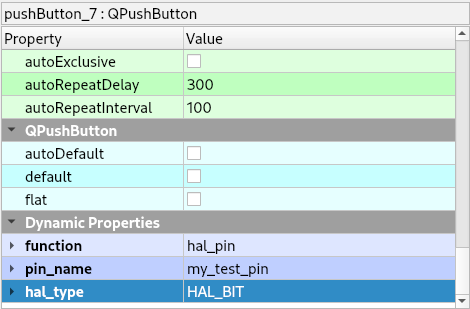 pushButton_7 : QPushButton
Property Value
autoExclusive
autoRepeatDelay 300
autoRepeatInterval 100
QPushButton
autoDefault
default
flat
Dynamic Properties
function hal_pin
pin_name my_test_pin
hal_type HAL_BIT